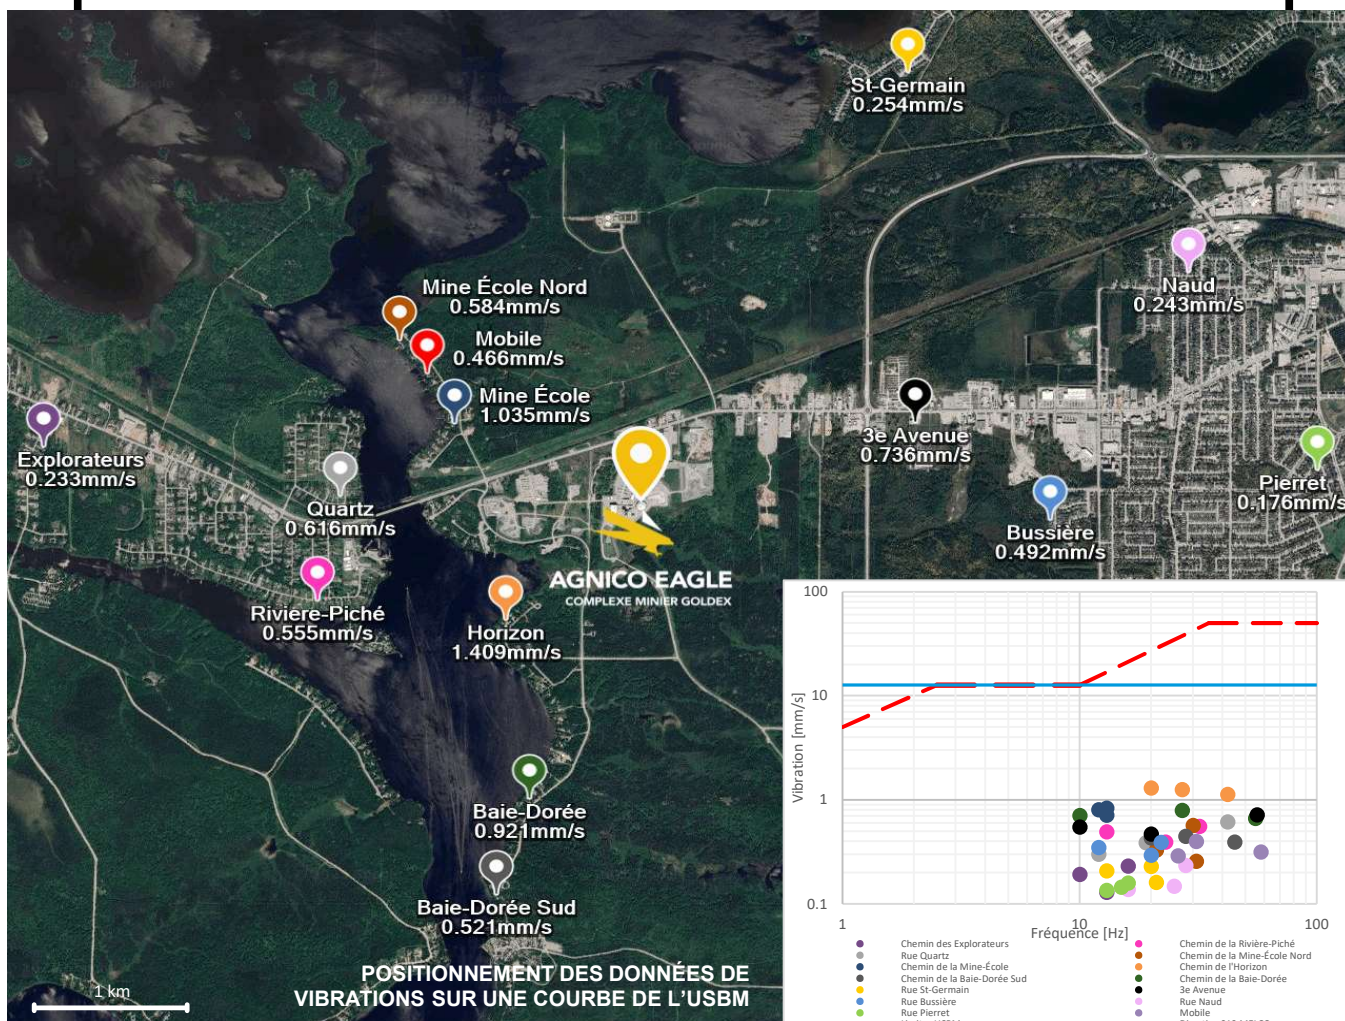 St-Germain
0.254mm/s
Naud
0.243mm/s
Mine École Nord
0.584mm/s
Mobile
0.466mm/s
Mine École
1.035mm/s
3e Avenue
0.736mm/s
Explorateurs
0.233mm/s
Quartz
0.616mm/s
Pierret
0.176mm/s
Bussière
0.492mm/s
AGNICO EAGLE
COMPLEXE MINIER GOLDEX
Riviere-Piché
0.555mm/s
Horizon
1.409mm/s
Baie-Dorée
0.921mm/s
Baie-Dorée Sud
0.521mm/s
POSITIONNEMENT DES DONNÉES DE
VIBRATIONS SUR UNE COURBE DE L'USBM
1 km
100
10
1
0.1
Vibration [mm/s]
1
10
100
Fréquence [Hz]
Chemin des Explorateurs
Chemin de la Rivière-Piché
Rue Quartz
Chemin de la Mine-École Nord
Chemin de la Mine-École
Chemin de l'Horizon
Chemin de la Baie-Dorée Sud
Chemin de la Baie-Dorée
Rue St-Germain
3e Avenue
Rue Bussière
Rue Naud
Rue Pierret
Mobile